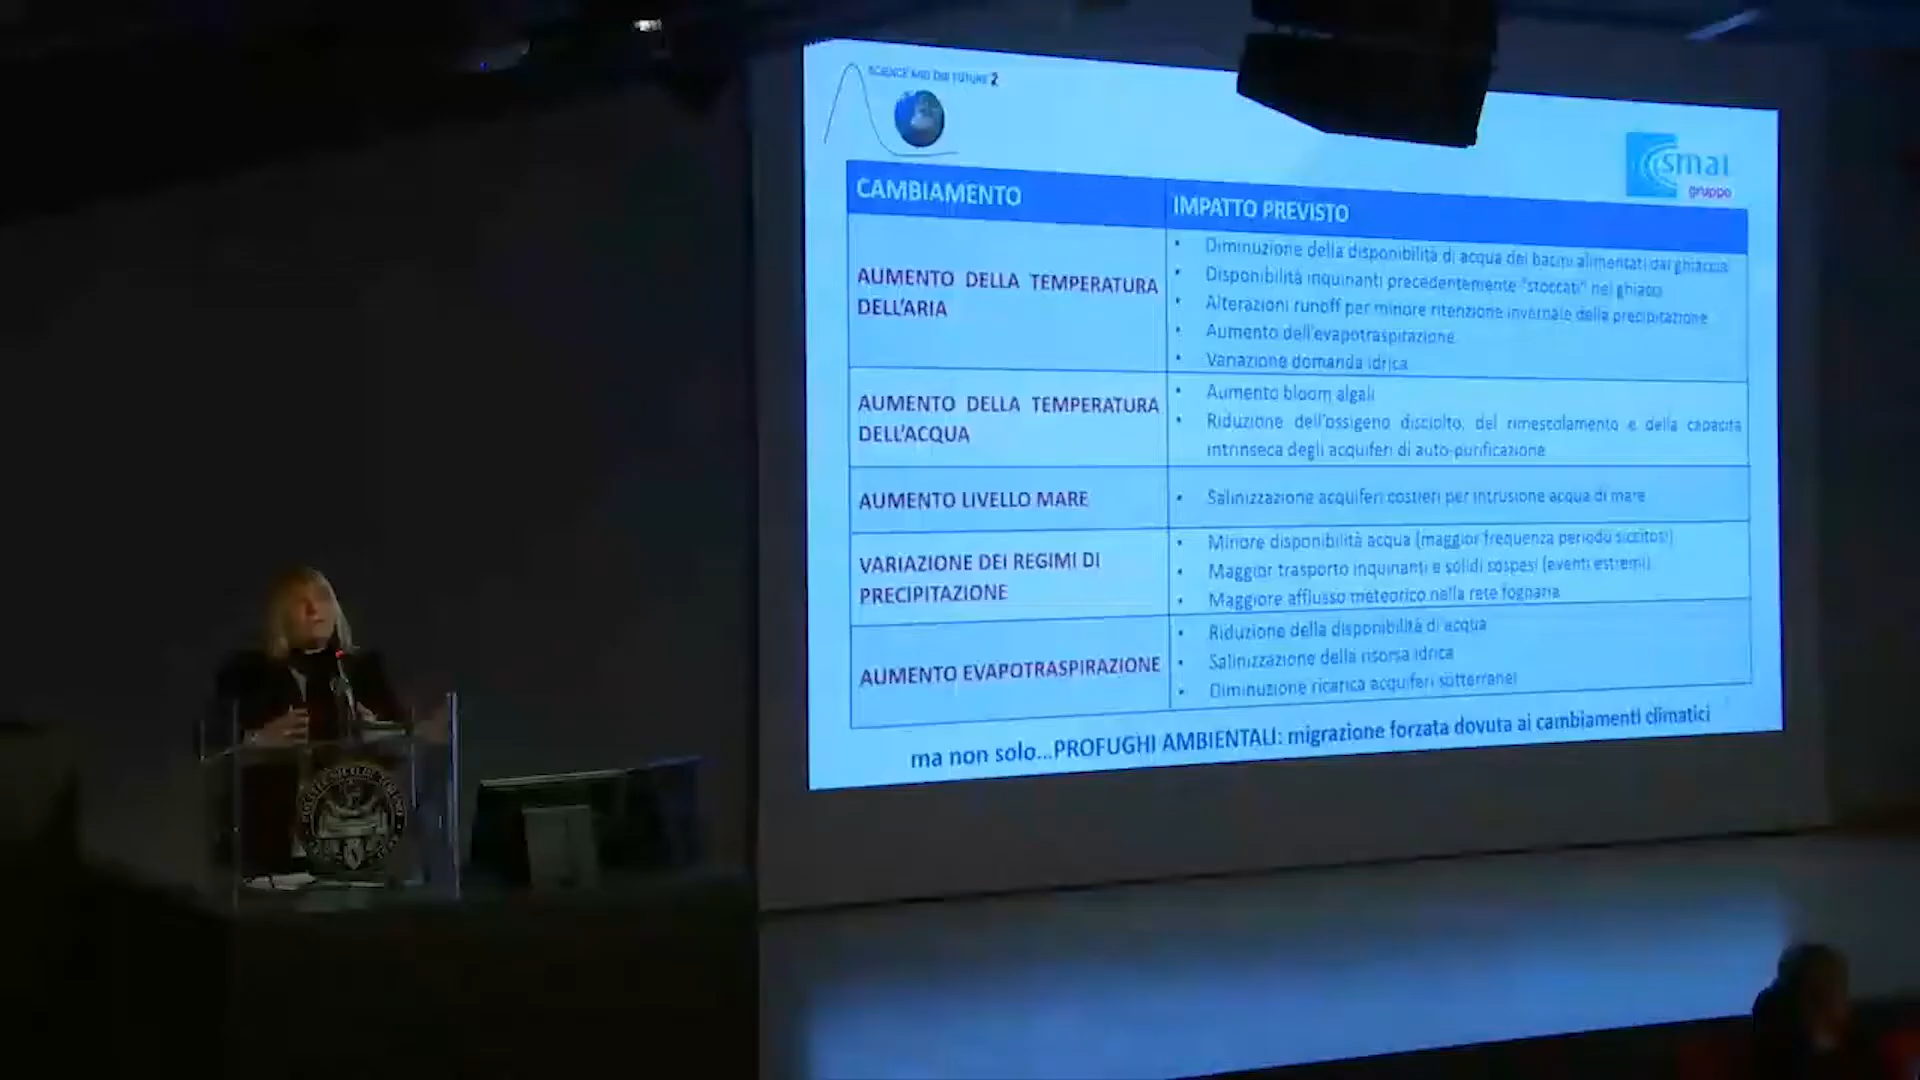 SCIENCE AND THE FUTURE 2
smat
gruppo
CAMBIAMENTO
IMPATTO PREVISTO
AUMENTO DELLA TEMPERATURA
DELL'ARIA
• Diminuzione della disponibilità di acqua dei bacini alimentati dai ghiacciai
• Disponibilità inquinanti precedentemente "stoccati" nei ghiacci
• Alterazioni runoff per minore ritenzione invernale della precipitazione
• Aumento dell'evapotraspirazione
• Variazione domanda idrica
AUMENTO DELLA TEMPERATURA
DELL'ACQUA
• Aumento bloom algali
• Riduzione dell'ossigeno disciolto, del rimescolamento e della capacità
intrinseca degli acquiferi di auto-purificazione
AUMENTO LIVELLO MARE
• Salinizzazione acquiferi costieri per intrusione acqua di mare
VARIAZIONE DEI REGIMI DI
PRECIPITAZIONE
• Minore disponibilità acqua (maggior frequenza periodi siccitosi)
• Maggior trasporto inquinanti e solidi sospesi (eventi estremi)
• Maggiore afflusso meteorico nella rete fognaria
AUMENTO EVAPOTRASPIRAZIONE
• Riduzione della disponibilità di acqua
• Salinizzazione della risorsa idrica
• Diminuzione ricarica acquiferi sotterranei
ma non solo...PROFUGHI AMBIENTALI: migrazione forzata dovuta ai cambiamenti climatici